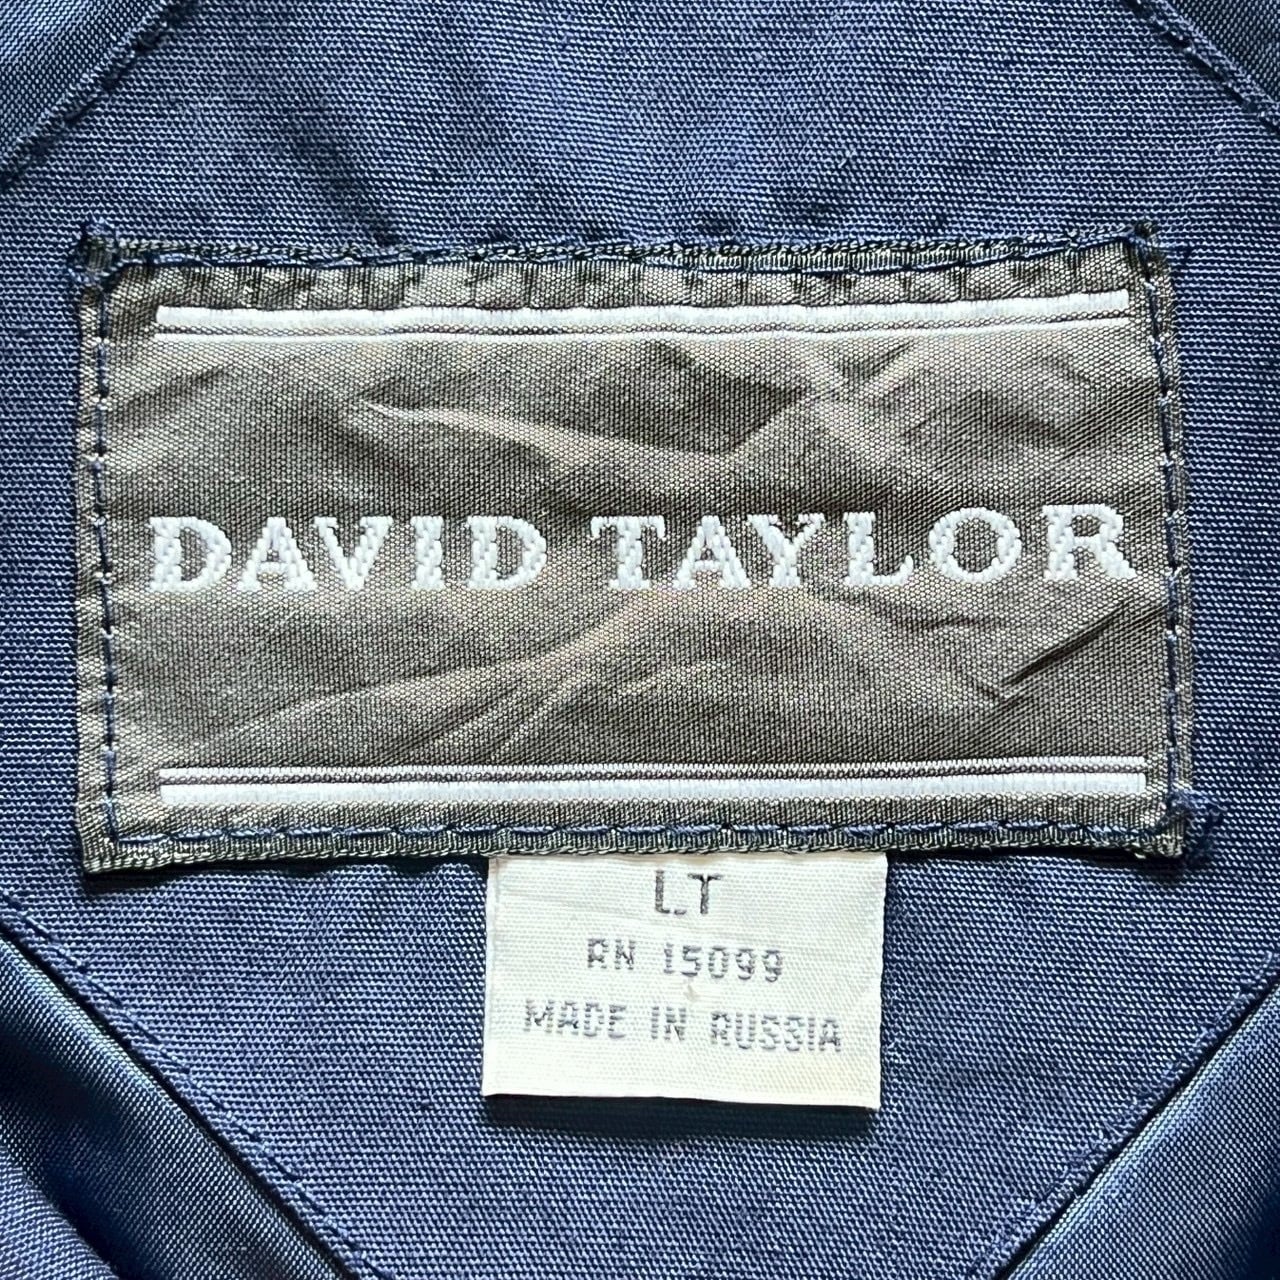 DAVID TAYLOR
LT
RN 15099
MADE IN RUSSIA